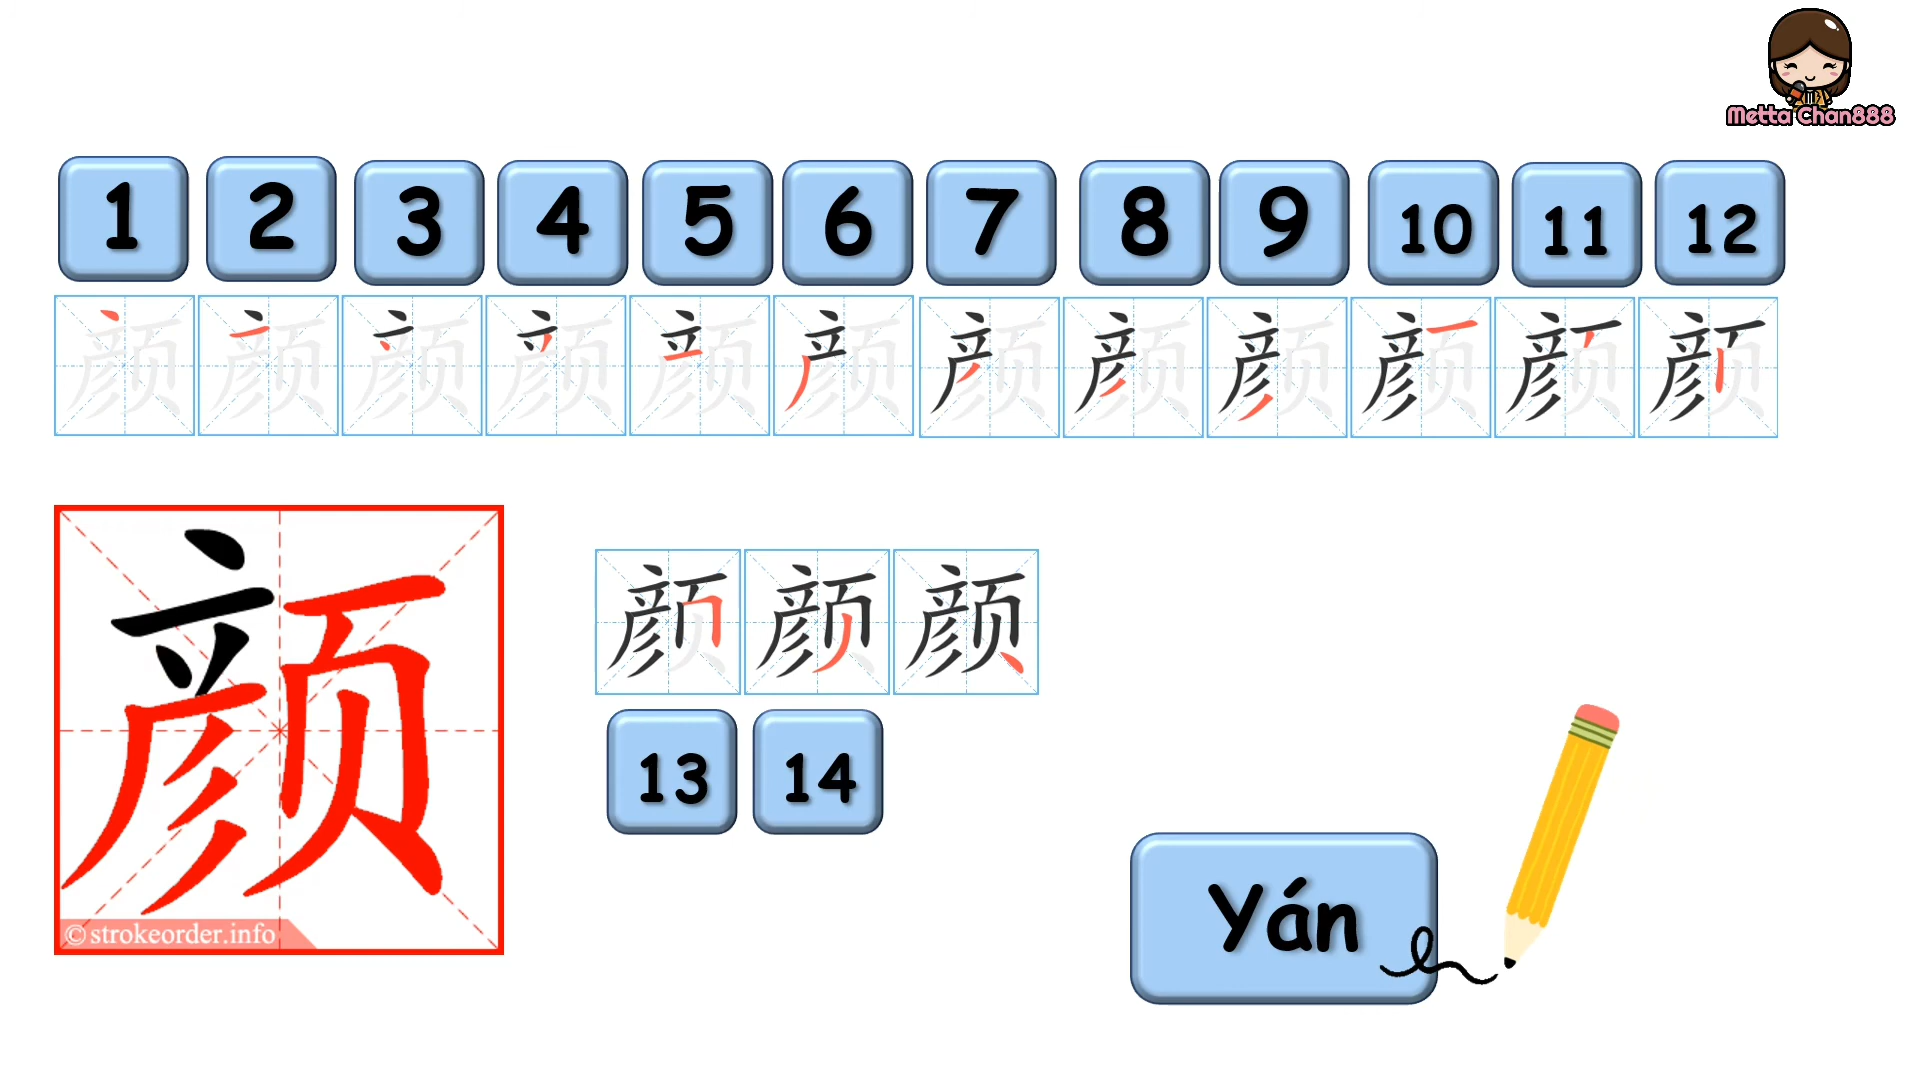 Metta Chan888
1 2 3 4 5 6 7 8 9 10 11 12
颜 颜 颜 颜 颜 颜 颜 颜 颜 颜 颜 颜
颜
© strokeorder.info
颜 颜 颜
13 14
Yán